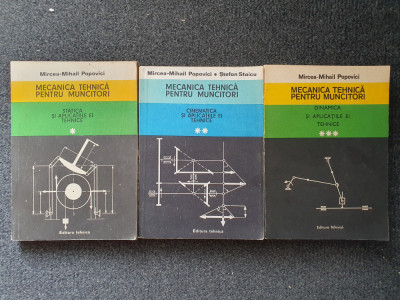 Mircea-Mihail Popovici
MECANICA TEHNICĂ
PENTRU MUNCITORI
STATICA
ȘI APLICAȚIILE EI
TEHNICE
*
Editura tehnică
Mircea-Mihail Popovici • Ștefan Staicu
MECANICA TEHNICĂ
PENTRU MUNCITORI
CINEMATICA
ȘI APLICAȚIILE EI
TEHNICE
**
Editura tehnică
Mircea-Mihail Popovici
MECANICA TEHNICĂ
PENTRU MUNCITORI
DINAMICA
ȘI APLICAȚIILE EI
TEHNICE
***
Editura Tehnică